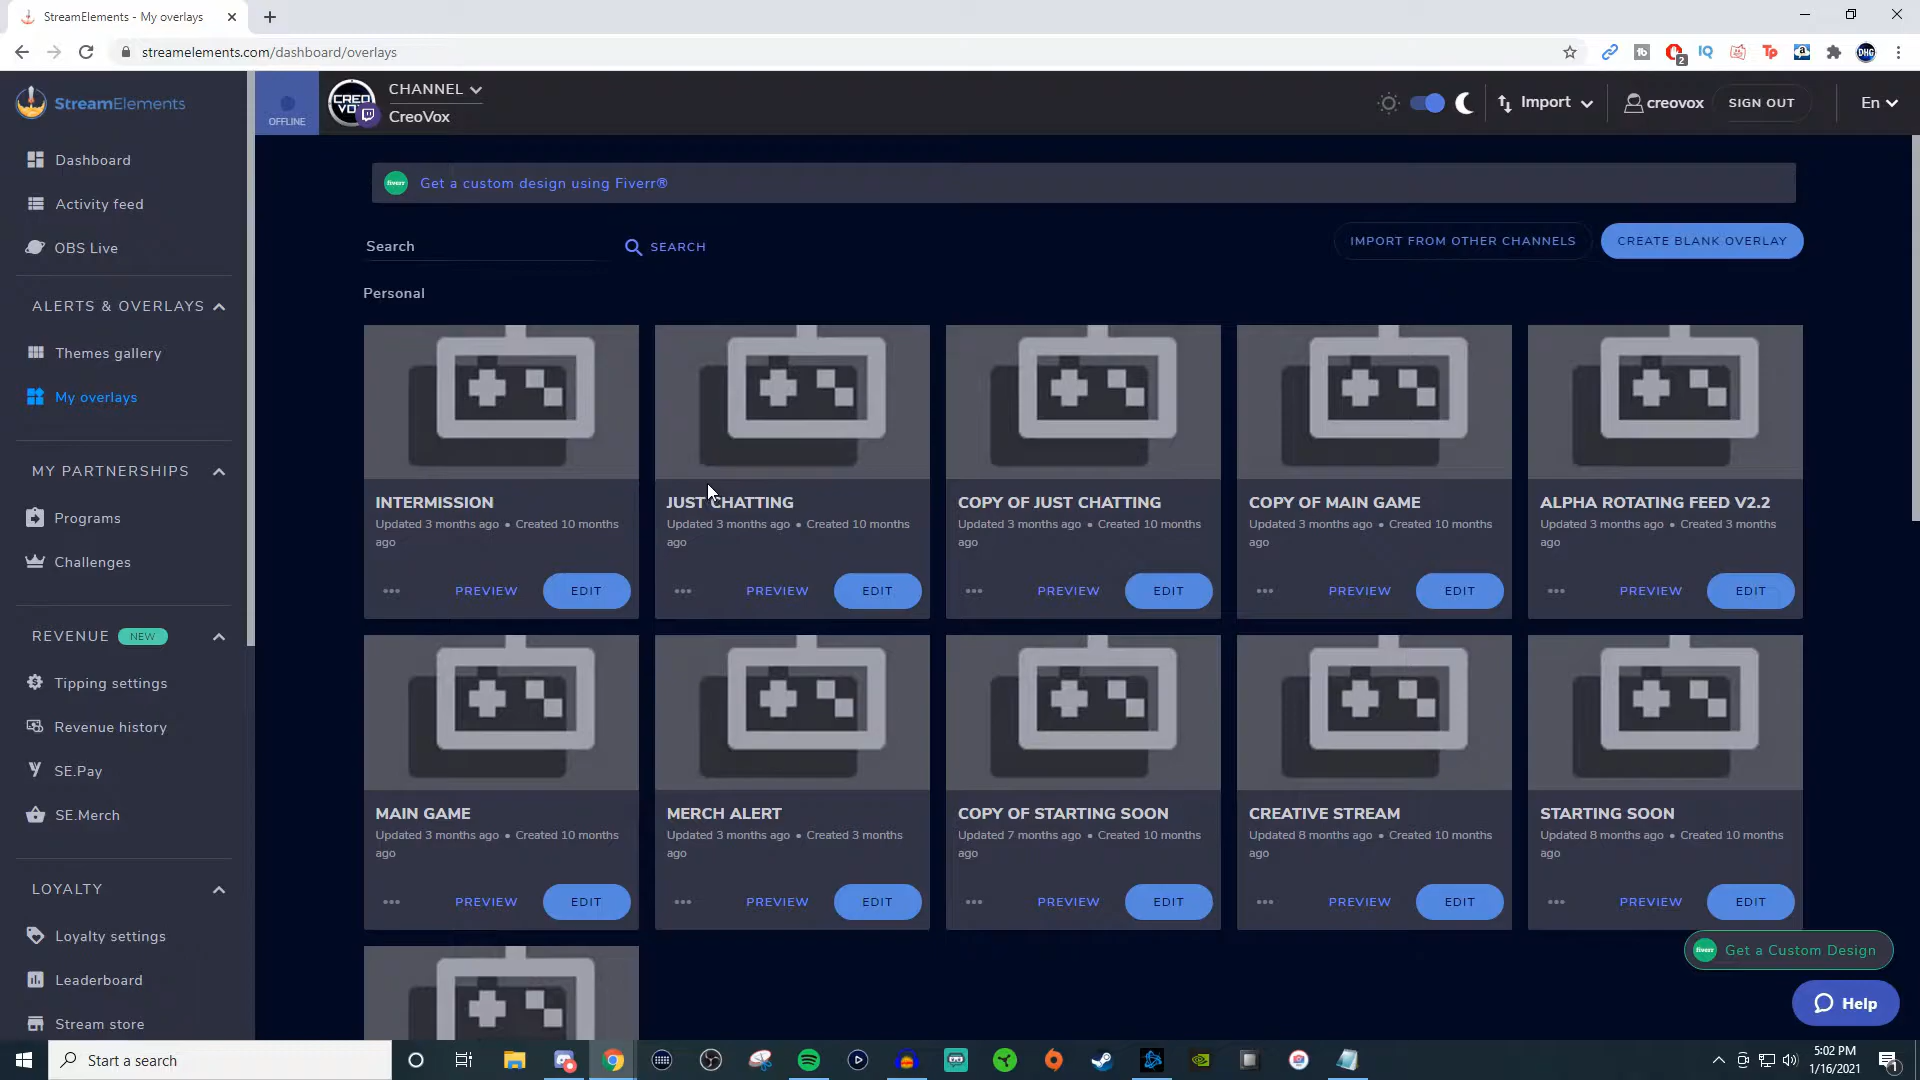 StreamElements - My overlays
streamelements.com/dashboard/overlays
StreamElements
OFFLINE
CHANNEL
CreoVox
Import
creovox
SIGN OUT
En
Dashboard
Activity feed
OBS Live
ALERTS & OVERLAYS
Themes gallery
My overlays
MY PARTNERSHIPS
Programs
Challenges
REVENUE NEW
Tipping settings
Revenue history
SE.Pay
SE.Merch
LOYALTY
Loyalty settings
Leaderboard
Stream store
fiverr Get a custom design using Fiverr®
Search
SEARCH
IMPORT FROM OTHER CHANNELS
CREATE BLANK OVERLAY
Personal
INTERMISSION
Updated 3 months ago • Created 10 months
ago
PREVIEW EDIT
JUST CHATTING
Updated 3 months ago • Created 10 months
ago
PREVIEW EDIT
COPY OF JUST CHATTING
Updated 3 months ago • Created 10 months
ago
PREVIEW EDIT
COPY OF MAIN GAME
Updated 3 months ago • Created 10 months
ago
PREVIEW EDIT
ALPHA ROTATING FEED V2.2
Updated 3 months ago • Created 3 months
ago
PREVIEW EDIT
MAIN GAME
Updated 3 months ago • Created 10 months
ago
PREVIEW EDIT
MERCH ALERT
Updated 3 months ago • Created 3 months
ago
PREVIEW EDIT
COPY OF STARTING SOON
Updated 7 months ago • Created 10 months
ago
PREVIEW EDIT
CREATIVE STREAM
Updated 8 months ago • Created 10 months
ago
PREVIEW EDIT
STARTING SOON
Updated 8 months ago • Created 10 months
ago
PREVIEW EDIT
fiverr Get a Custom Design
Help
Start a search
5:02 PM
1/16/2021